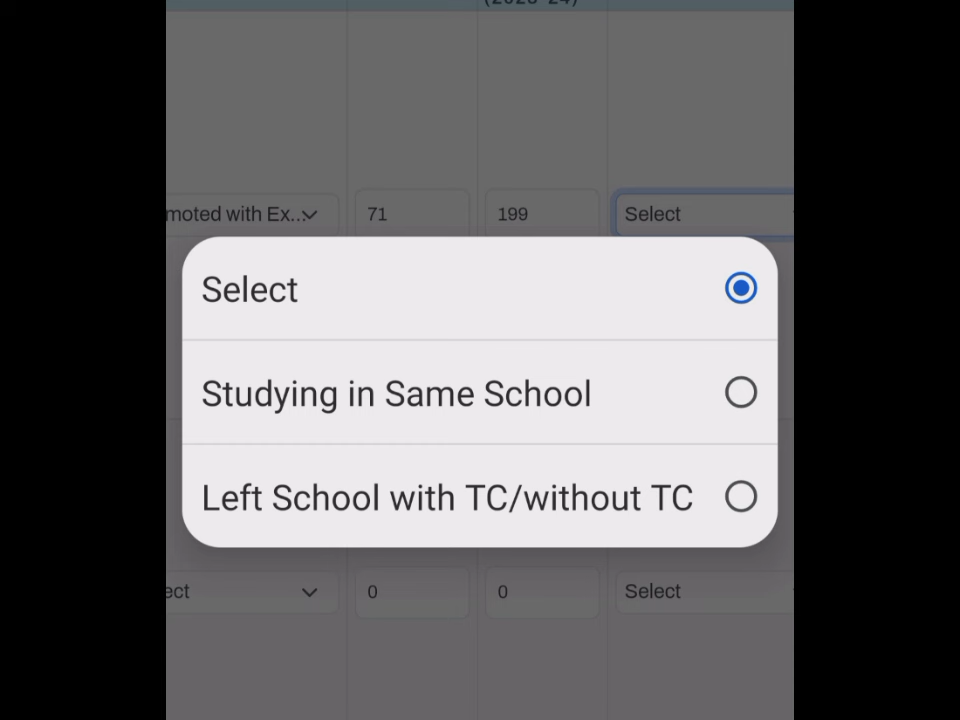 moted with Ex...
71
199
Select
Select
Studying in Same School
Left School with TC/without TC
ect
0
0
Select